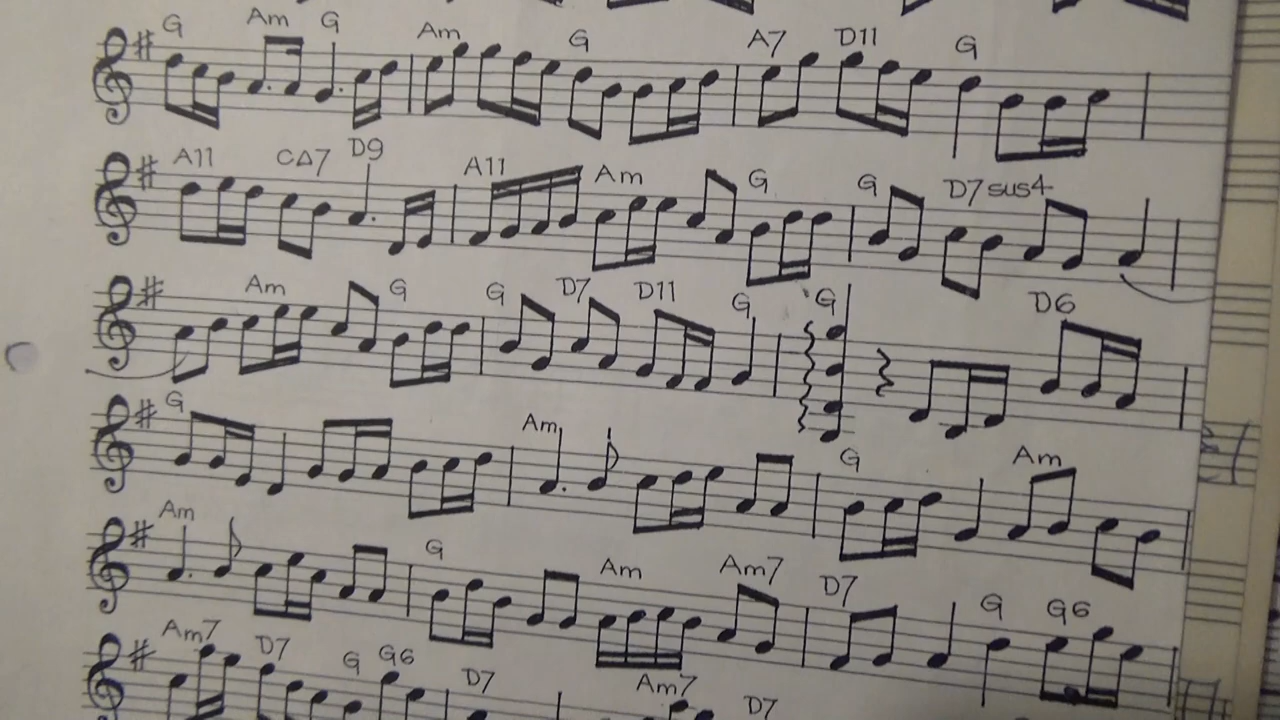 G Am G Am G A7 D11 G
A11 C∆7 D9 A11 Am G G D7sus4
Am G G D7 D11 G G D6
G Am G Am
Am G Am Am7 D7 G G6
Am7 D7 G G6 D7 Am7 D7